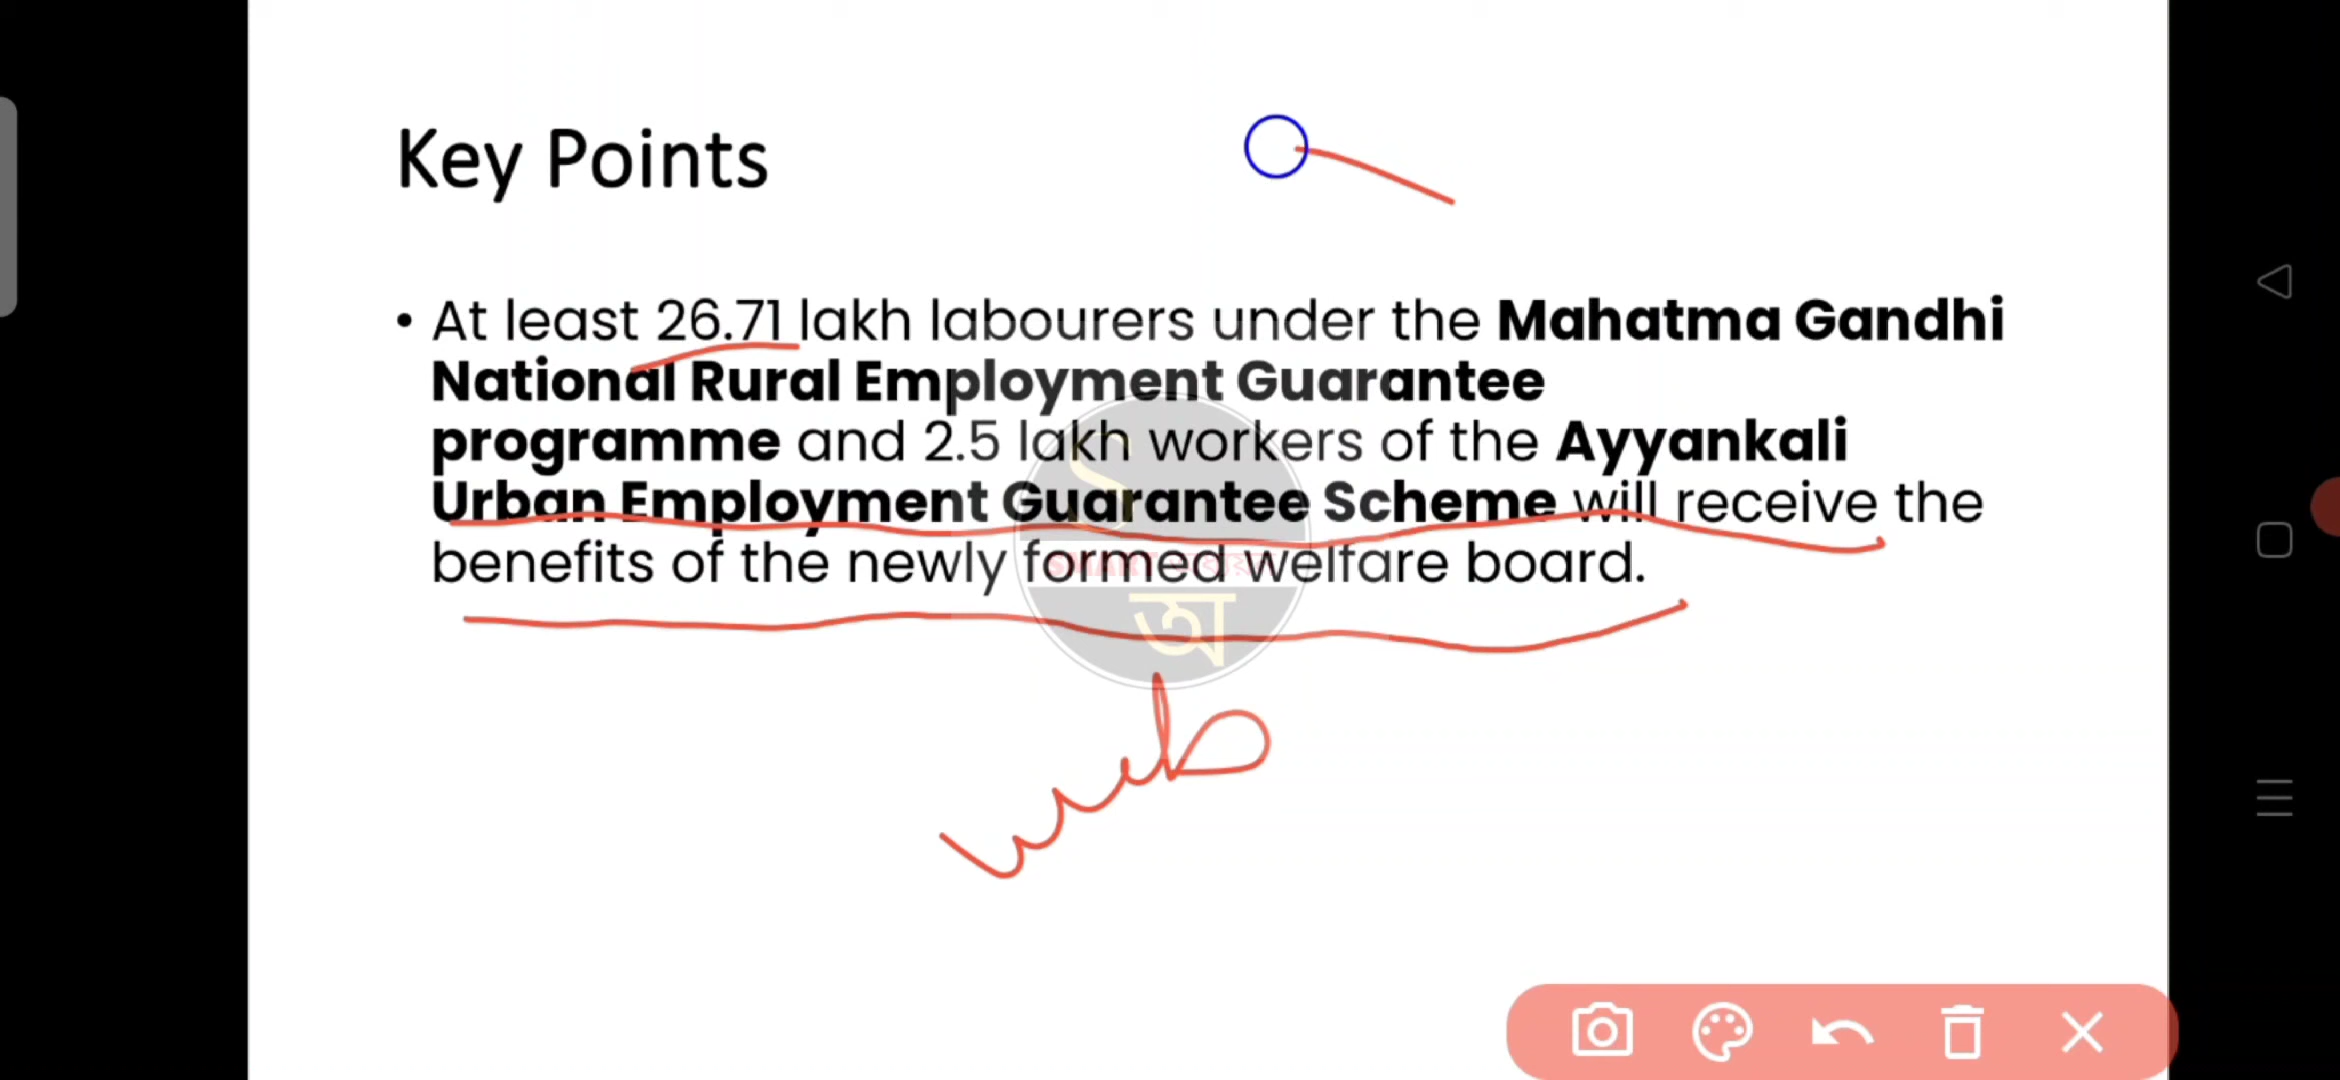 Key Points
• At least 26.71 lakh labourers under the Mahatma Gandhi
National Rural Employment Guarantee
programme and 2.5 lakh workers of the Ayyankali
Urban Employment Guarantee Scheme will receive the
benefits of the newly formed welfare board.
S
SMART
অ